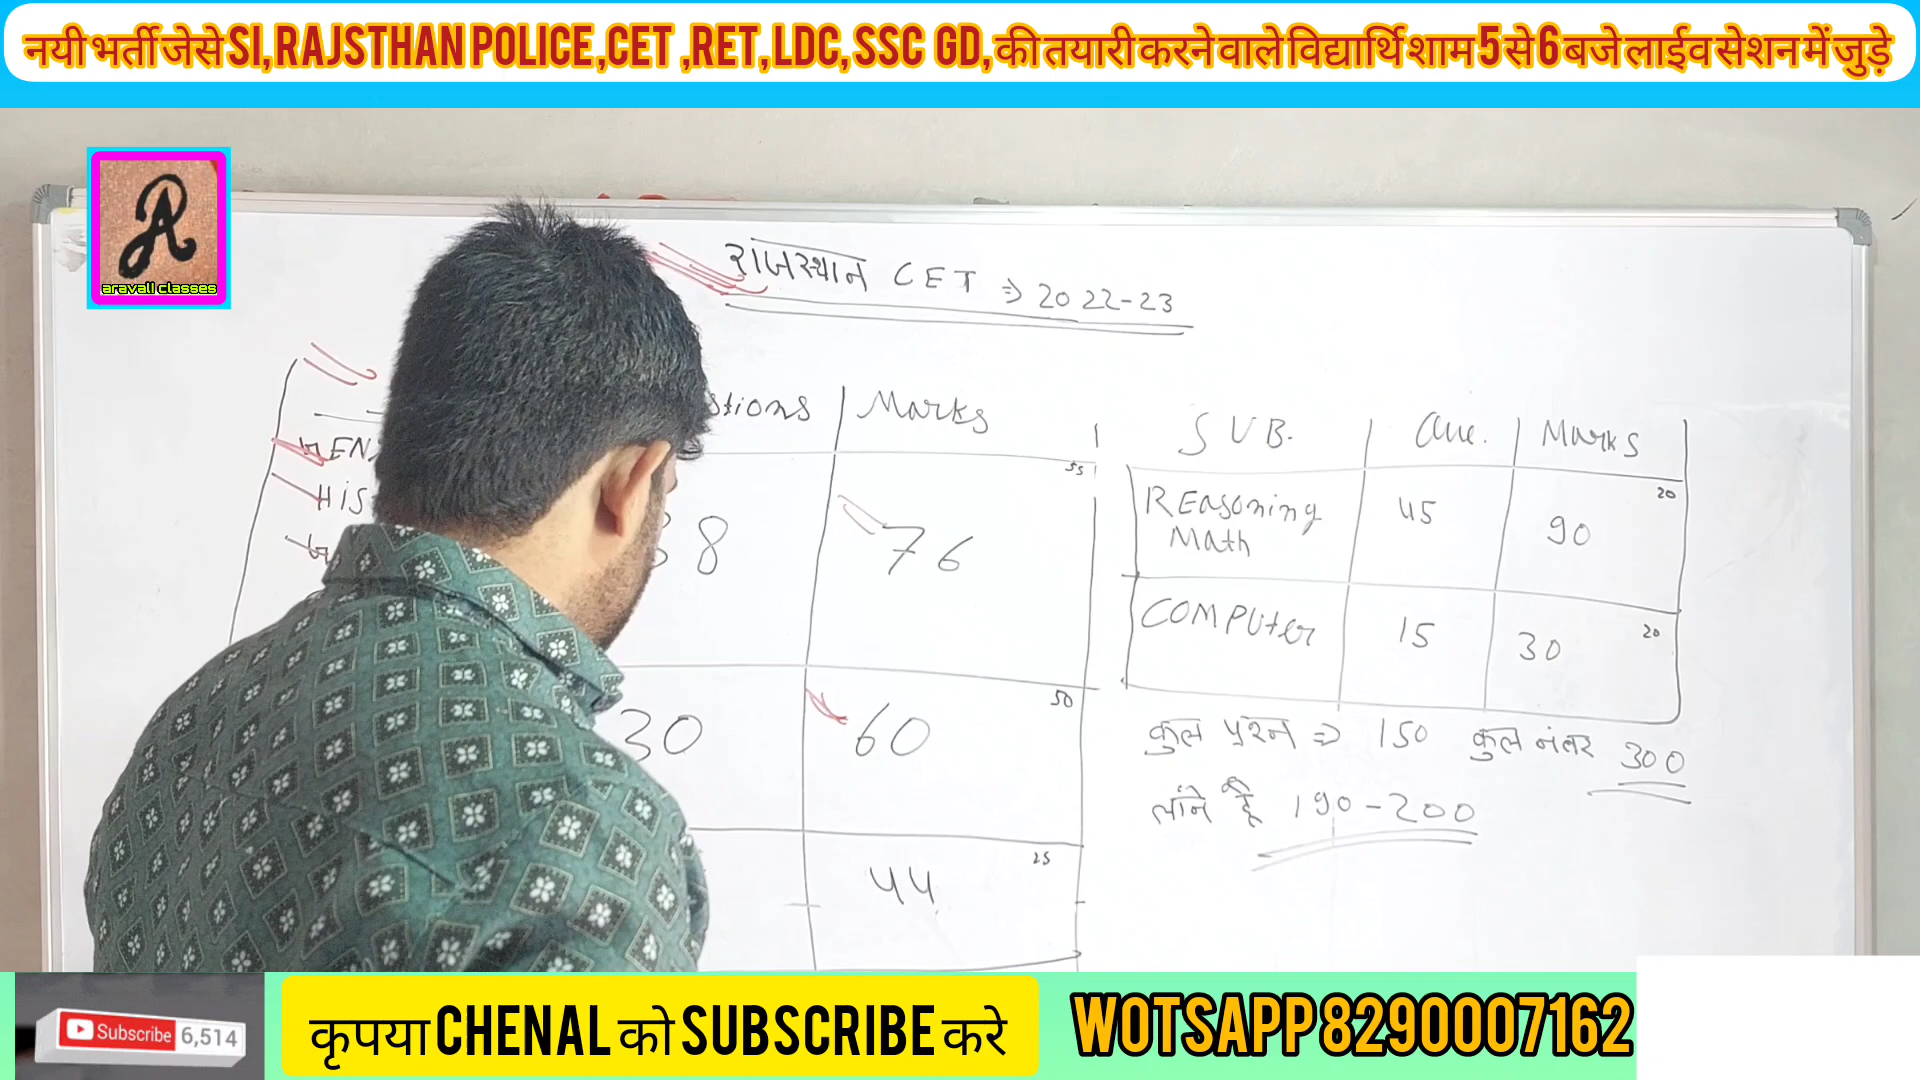 नयी भर्ती जेसे SI, RAJSTHAN POLICE ,CET ,RET, LDC, SSC GD, की तयारी करने वाले विद्यार्थि शाम 5 से 6 बजे लाईव सेशन में जुड़े
A
aravali classes
राजस्थान CET ⇒ 2022-23
stions Marks
EN
HIS
8 76 55
30 60 50
44 25
SUB. Que. Marks
REasoning Math 45 90 20
COMPUter 15 30 20
कुल प्रश्न ⇒ 150 कुल नंबर 300
लाने है 190-200
Subscribe 6,514
कृपया CHENAL को SUBSCRIBE करे
WOTSAPP 8290007162